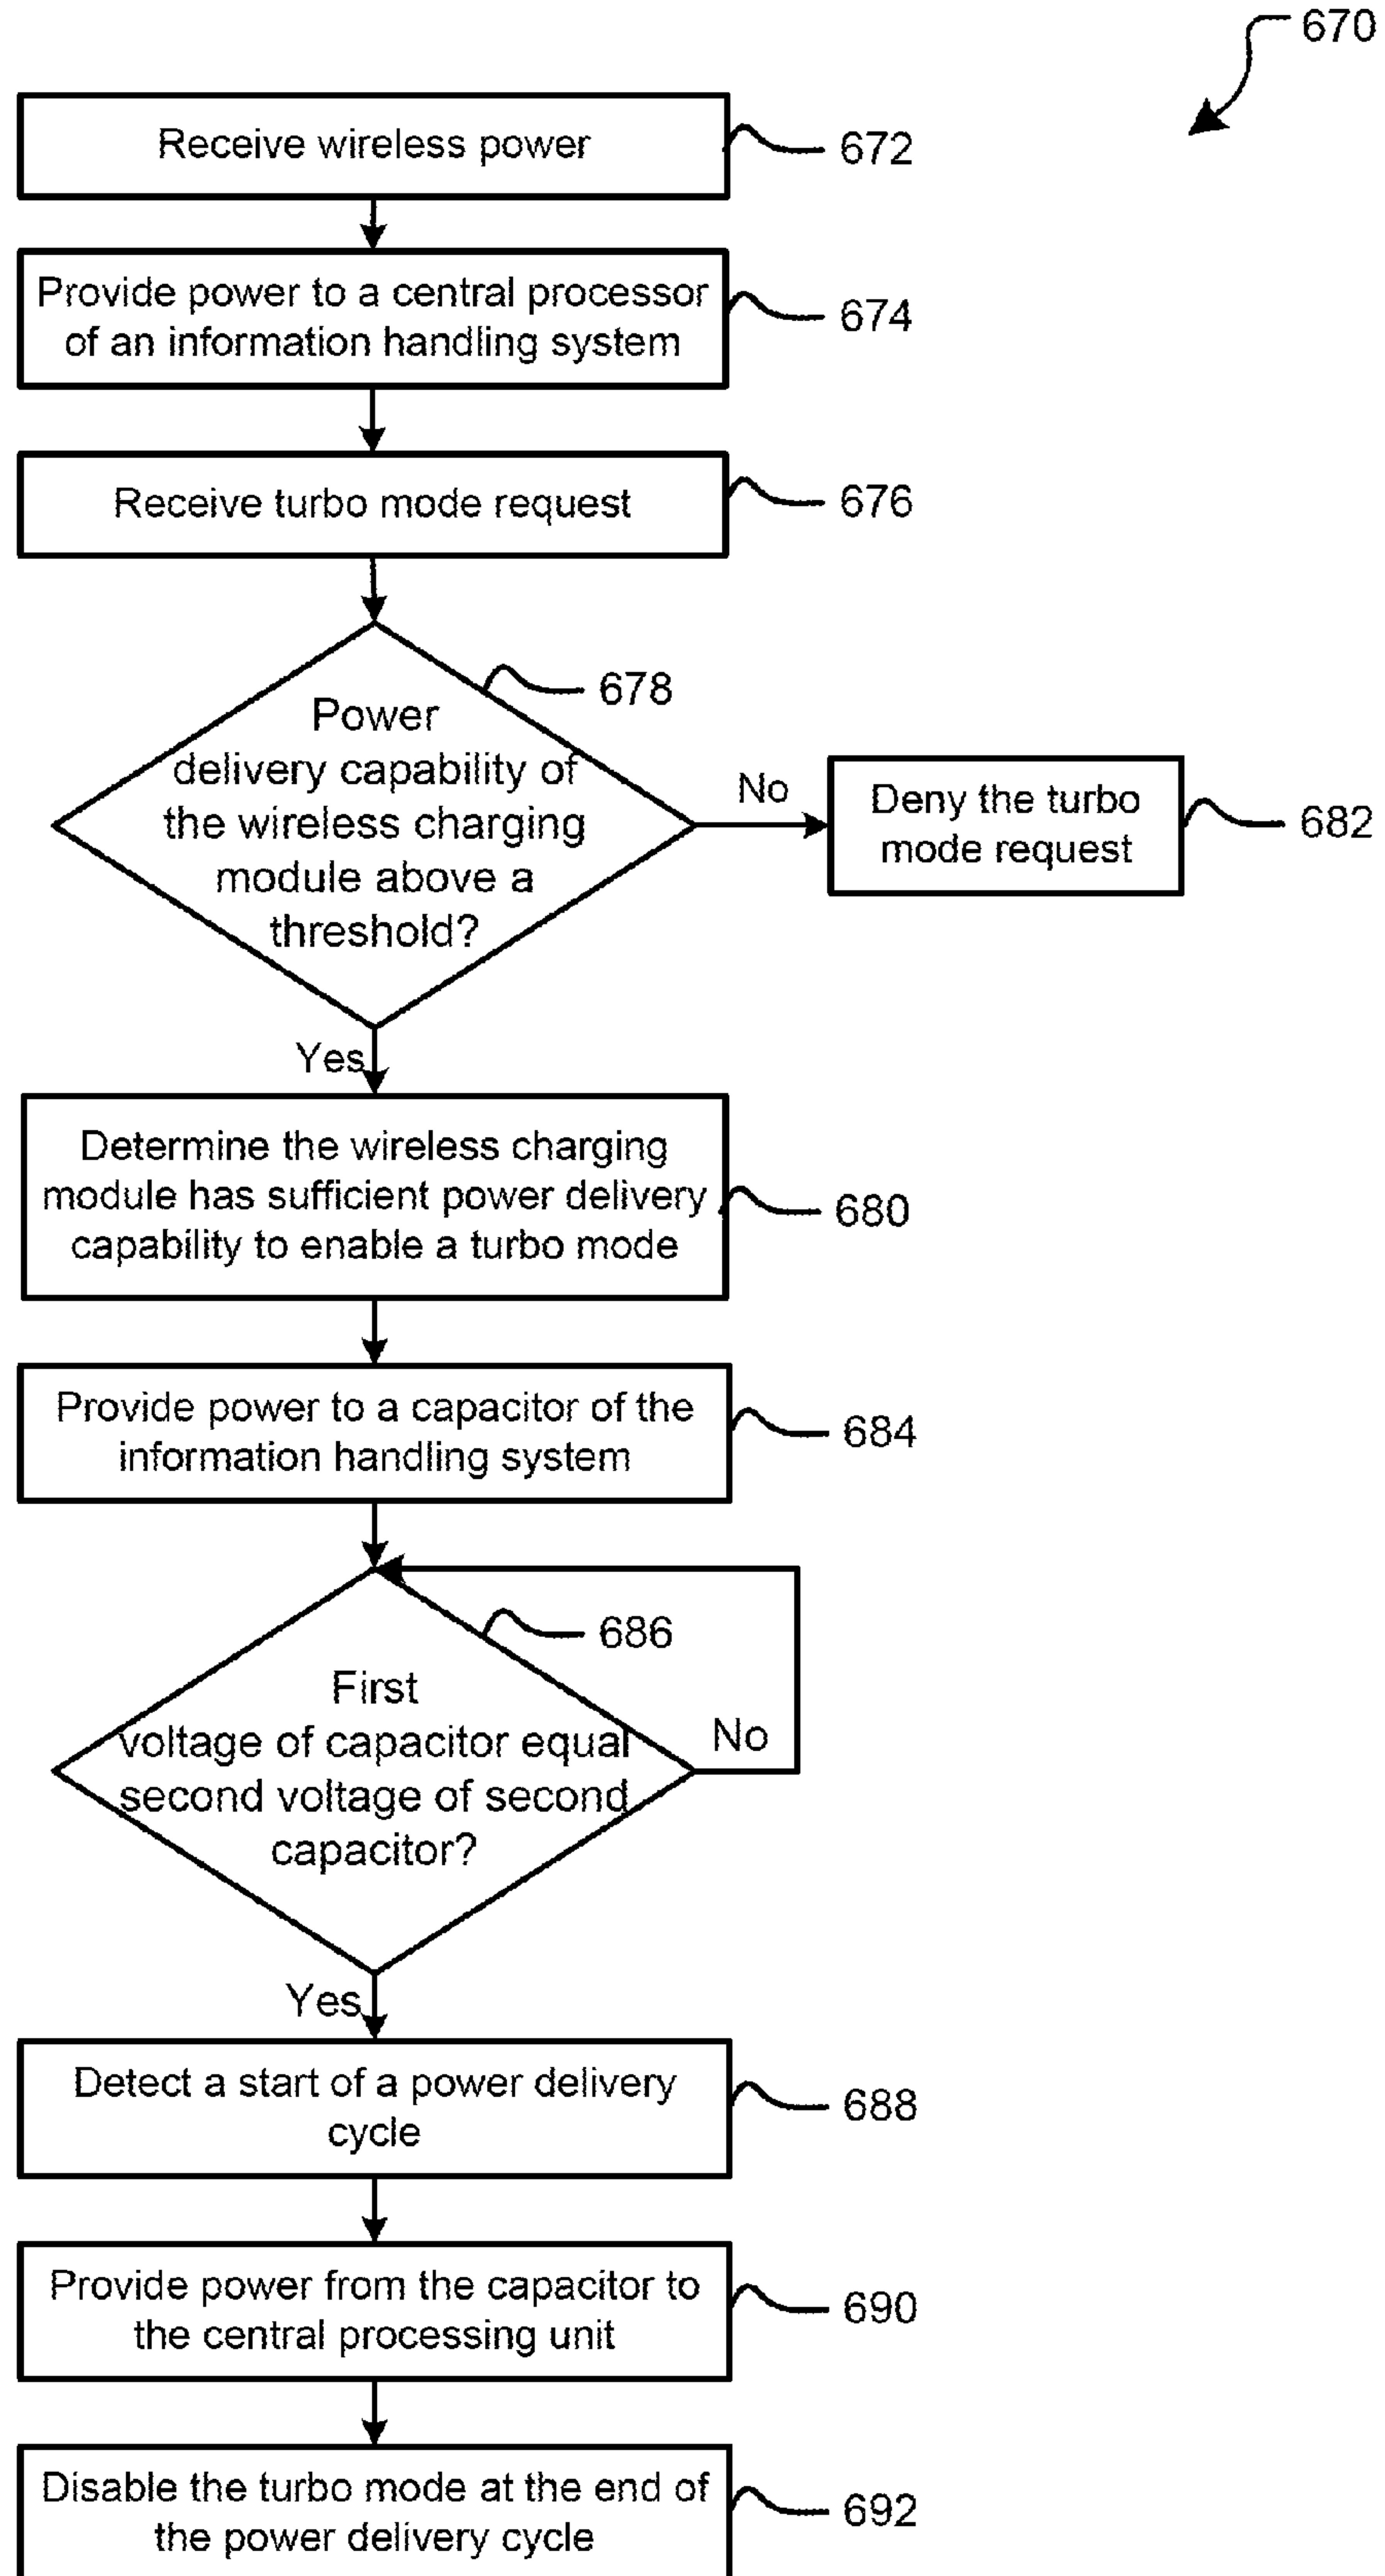 670
Receive wireless power
672
Provide power to a central processor
of an information handling system
674
Receive turbo mode request
676
678
Power
delivery capability of
the wireless charging
module above a
threshold?
No
Deny the turbo
mode request
682
Yes
Determine the wireless charging
module has sufficient power delivery
capability to enable a turbo mode
680
Provide power to a capacitor of the
information handling system
684
686
First
voltage of capacitor equal
second voltage of second
capacitor?
No
Yes
Detect a start of a power delivery
cycle
688
Provide power from the capacitor to
the central processing unit
690
Disable the turbo mode at the end of
the power delivery cycle
692